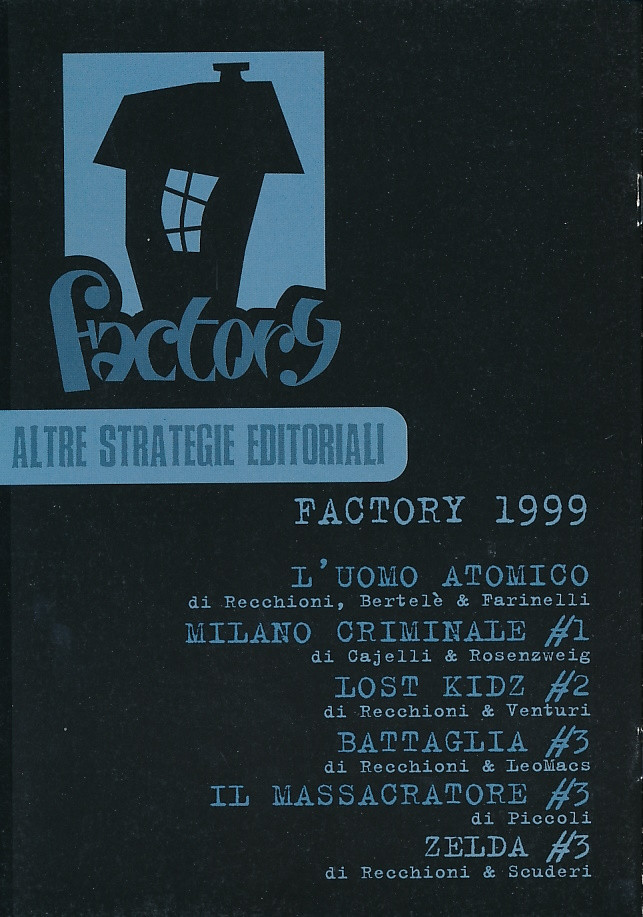 Factory
ALTRE STRATEGIE EDITORIALI
FACTORY 1999
L'UOMO ATOMICO
di Recchioni, Bertelè & Farinelli
MILANO CRIMINALE #1
di Cajelli & Rosenzweig
LOST KIDZ #2
di Recchioni & Venturi
BATTAGLIA #3
di Recchioni & LeoMacs
IL MASSACRATORE #3
di Piccoli
ZELDA #3
di Recchioni & Scuderi